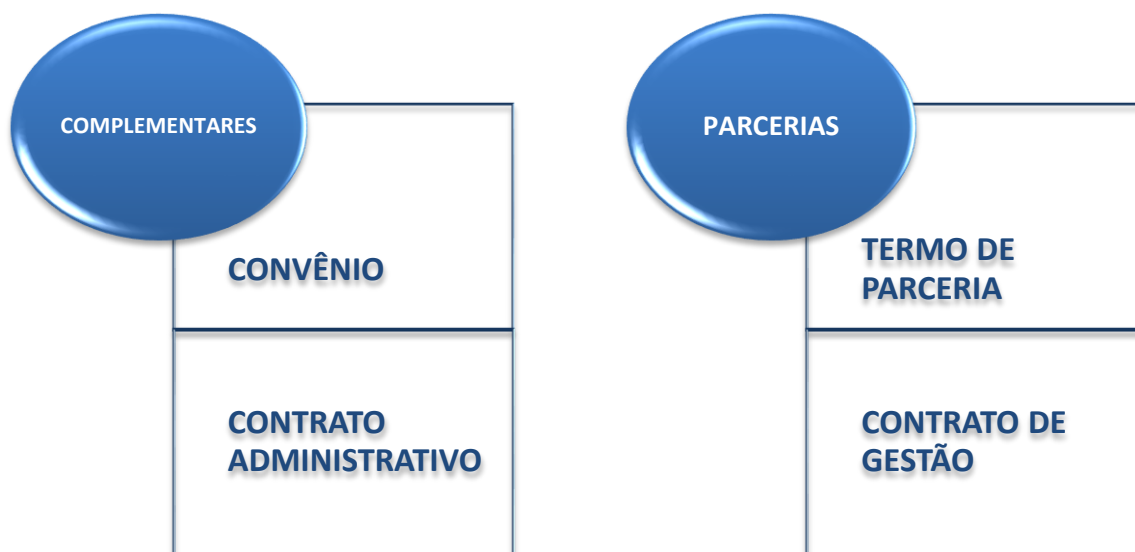 COMPLEMENTARES
CONVÊNIO
CONTRATO
ADMINISTRATIVO
PARCERIAS
TERMO DE
PARCERIA
CONTRATO DE
GESTÃO